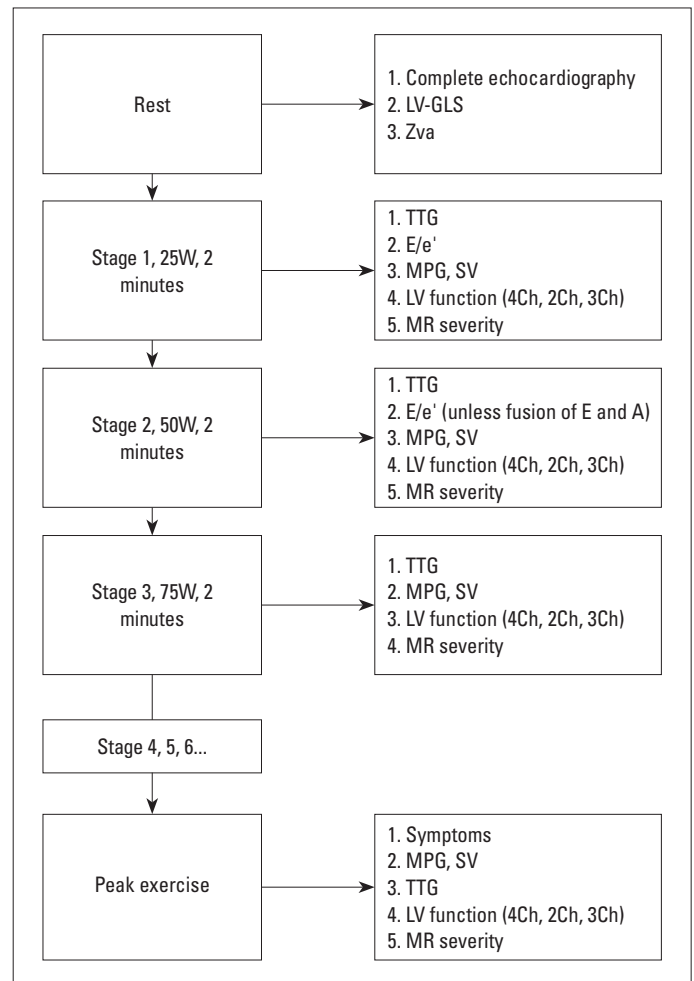 Rest
1. Complete echocardiography
2. LV-GLS
3. Zva
Stage 1, 25W, 2
minutes
1. TTG
2. E/e'
3. MPG, SV
4. LV function (4Ch, 2Ch, 3Ch)
5. MR severity
Stage 2, 50W, 2
minutes
1. TTG
2. E/e' (unless fusion of E and A)
3. MPG, SV
4. LV function (4Ch, 2Ch, 3Ch)
5. MR severity
Stage 3, 75W, 2
minutes
1. TTG
2. MPG, SV
3. LV function (4Ch, 2Ch, 3Ch)
4. MR severity
Stage 4, 5, 6...
Peak exercise
1. Symptoms
2. MPG, SV
3. TTG
4. LV function (4Ch, 2Ch, 3Ch)
5. MR severity